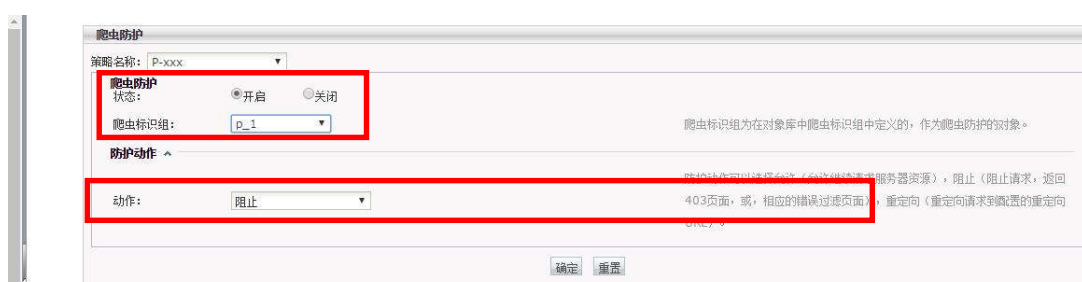 爬虫防护
策略名称： P-xxx
爬虫防护
状态： 开启 关闭
爬虫标识组： p_1 爬虫标识组为在对象库中爬虫标识组中定义的，作为爬虫防护的对象。
防护动作
防护动作可以选择允许（允许继续请求服务器资源），阻止（阻止请求，返回
动作： 阻止 403页面，或，相应的错误过滤页面），重定向（重定向请求到配置的重定向
URL）。
确定 重置